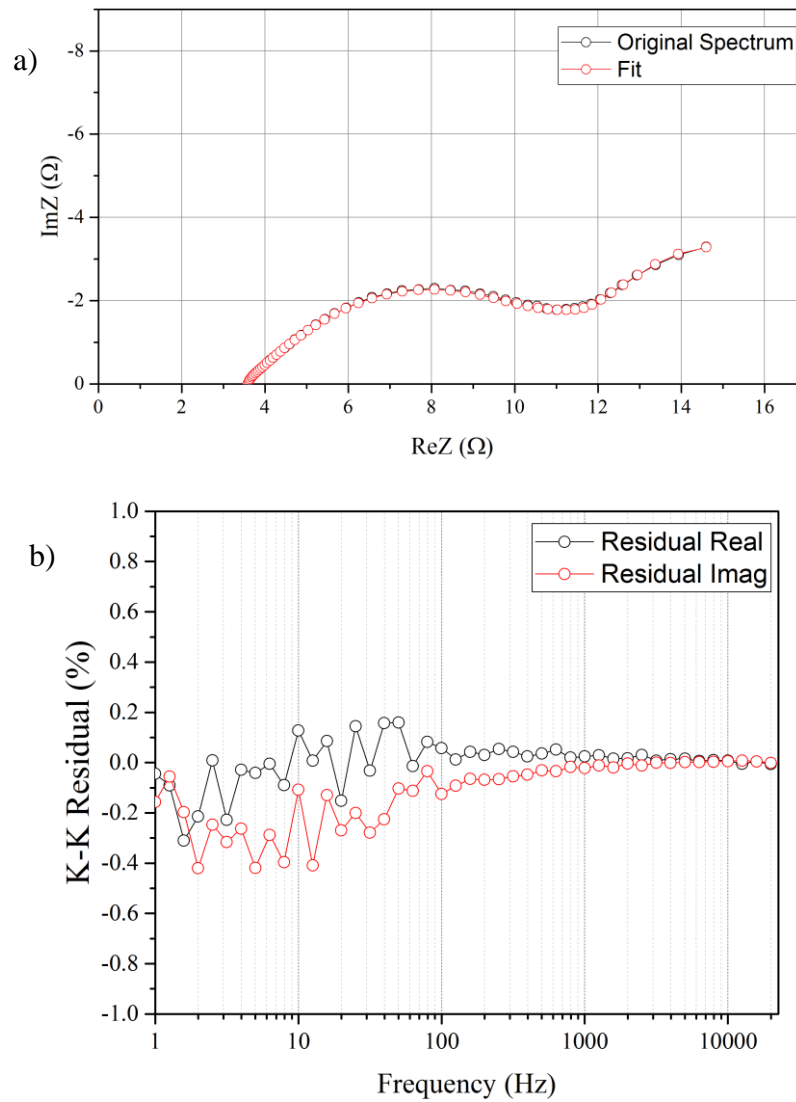 a)
-8
-6
-4
-2
0
ImZ (Ω)
Original Spectrum
Fit
0 2 4 6 8 10 12 14 16
ReZ (Ω)
b)
1.0
0.8
0.6
0.4
0.2
0.0
-0.2
-0.4
-0.6
-0.8
-1.0
K-K Residual (%)
Residual Real
Residual Imag
1 10 100 1000 10000
Frequency (Hz)